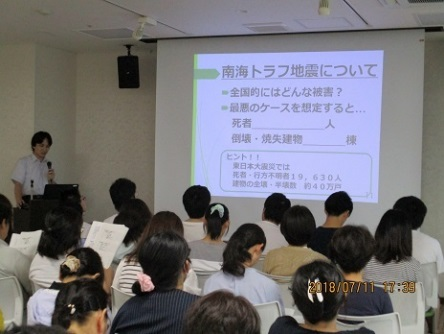 南海トラフ地震について
全国的にはどんな被害？
最悪のケースを想定すると…
死者__________人
倒壊・焼失建物_____棟
ヒント！！
東日本大震災では
死者・行方不明者19，630人
建物の全壊・半壊数 約40万戸
2018/07/11 17:39